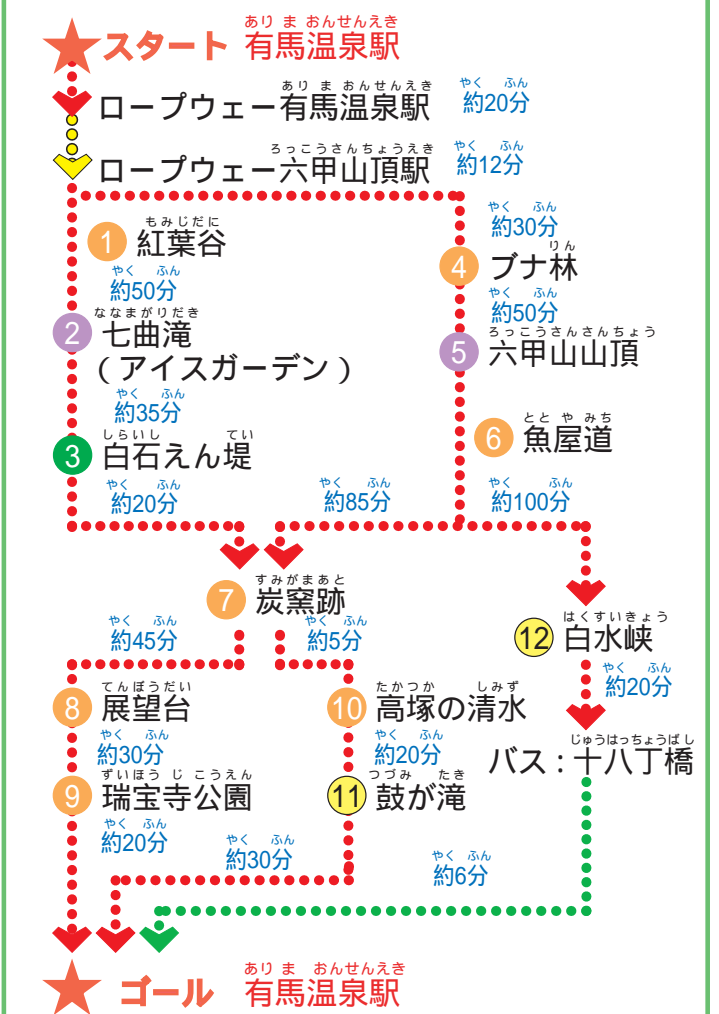 あり ま おんせんえき
スタート 有馬温泉駅
あり ま おんせんえき やく ふん
ロープウェー有馬温泉駅 約20分
ろっこうさんちょうえき やく ふん
ロープウェー六甲山頂駅 約12分
もみじだに
1 紅葉谷
やく ふん
約50分
ななまがりだき
2 七曲滝
(アイスガーデン)
やく ふん
約35分
しらいし てい
3 白石えん堤
やく ふん
約20分
やく ふん
約30分
りん
4 ブナ林
やく ふん
約50分
ろっこうさんさんちょう
5 六甲山山頂
とと や みち
6 魚屋道
やく ふん
約85分
やく ふん
約100分
すみがまあと
7 炭窯跡
やく ふん
約45分
やく ふん
約5分
てんぼうだい
8 展望台
やく ふん
約30分
ずいほう じ こうえん
9 瑞宝寺公園
やく ふん
約20分
たかつか しみず
10 高塚の清水
やく ふん
約20分
つづみ たき
11 鼓が滝
やく ふん
約30分
はくすいきょう
12 白水峡
やく ふん
約20分
じゅうはっちょうばし
バス:十八丁橋
やく ふん
約6分
あり ま おんせんえき
ゴール 有馬温泉駅